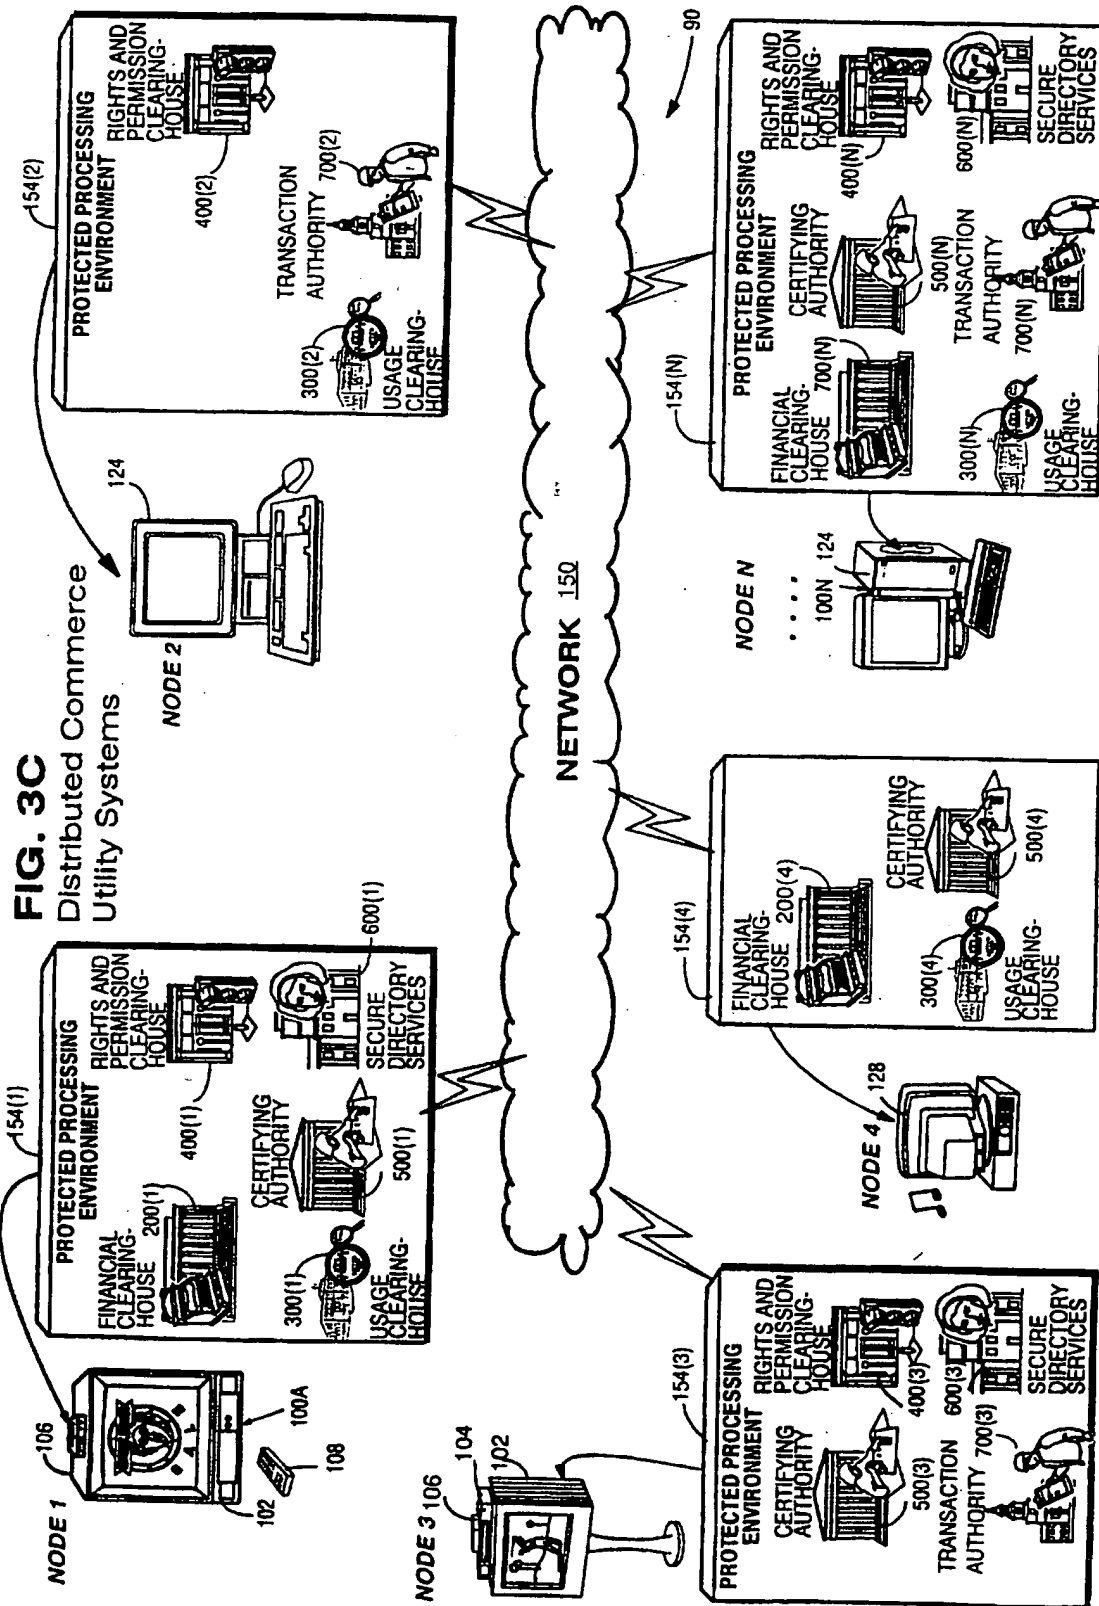 FIG. 3C
Distributed Commerce
Utility Systems
NODE 1
106
102
100A
108
154(1)
PROTECTED PROCESSING
ENVIRONMENT
FINANCIAL
CLEARING-
HOUSE
200(1)
RIGHTS AND
PERMISSION
CLEARING-
HOUSE
400(1)
300(1)
USAGE
CLEARING-
HOUSE
CERTIFYING
AUTHORITY
500(1)
600(1)
SECURE
DIRECTORY
SERVICES
NODE 2
124
154(2)
PROTECTED PROCESSING
ENVIRONMENT
RIGHTS AND
PERMISSION
CLEARING-
HOUSE
400(2)
300(2)
USAGE
CLEARING-
HOUSE
TRANSACTION
AUTHORITY
700(2)
NETWORK 150
90
NODE 3
106
104
102
154(3)
PROTECTED PROCESSING
ENVIRONMENT
CERTIFYING
AUTHORITY
500(3)
RIGHTS AND
PERMISSION
CLEARING-
HOUSE
400(3)
TRANSACTION
AUTHORITY
700(3)
600(3)
SECURE
DIRECTORY
SERVICES
NODE 4
128
154(4)
FINANCIAL
CLEARING-
HOUSE
200(4)
300(4)
USAGE
CLEARING-
HOUSE
CERTIFYING
AUTHORITY
500(4)
NODE N
. . . .
100N
124
154(N)
PROTECTED PROCESSING
ENVIRONMENT
FINANCIAL
CLEARING-
HOUSE
700(N)
CERTIFYING
AUTHORITY
500(N)
RIGHTS AND
PERMISSION
CLEARING-
HOUSE
400(N)
300(N)
USAGE
CLEARING-
HOUSE
TRANSACTION
AUTHORITY
700(N)
600(N)
SECURE
DIRECTORY
SERVICES